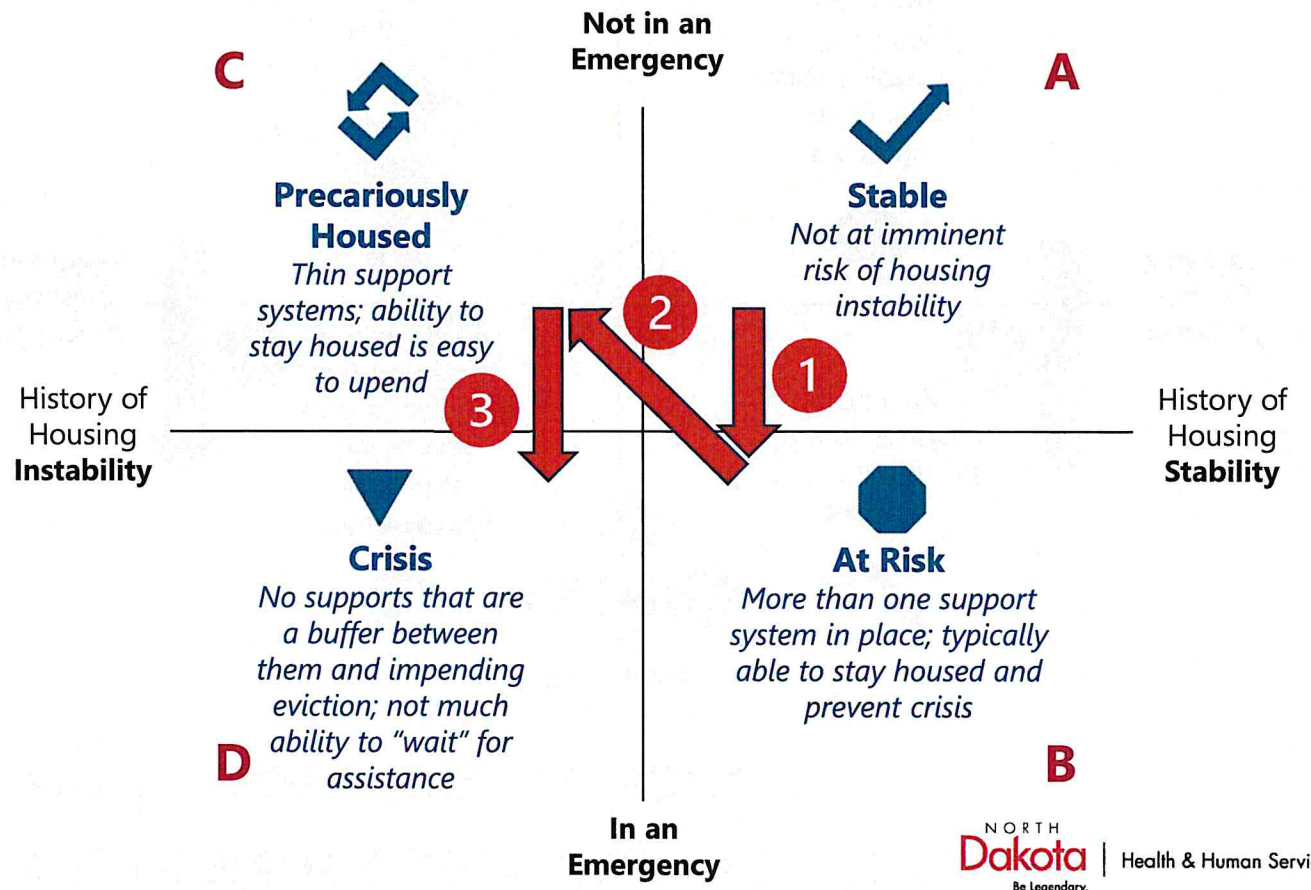 Not in an
Emergency
C
A
Precariously
Housed
Thin support
systems; ability to
stay housed is easy
to upend
Stable
Not at imminent
risk of housing
instability
2
1
3
History of
Housing
Instability
History of
Housing
Stability
Crisis
No supports that are
a buffer between
them and impending
eviction; not much
ability to "wait" for
assistance
At Risk
More than one support
system in place; typically
able to stay housed and
prevent crisis
D
B
In an
Emergency
NORTH
Dakota
Be Legendary.
Health & Human Servi